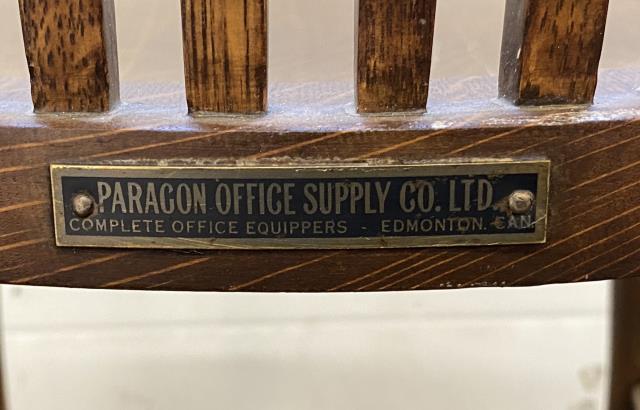 PARAGON OFFICE SUPPLY CO. LTD.
COMPLETE OFFICE EQUIPPERS - EDMONTON. CAN.